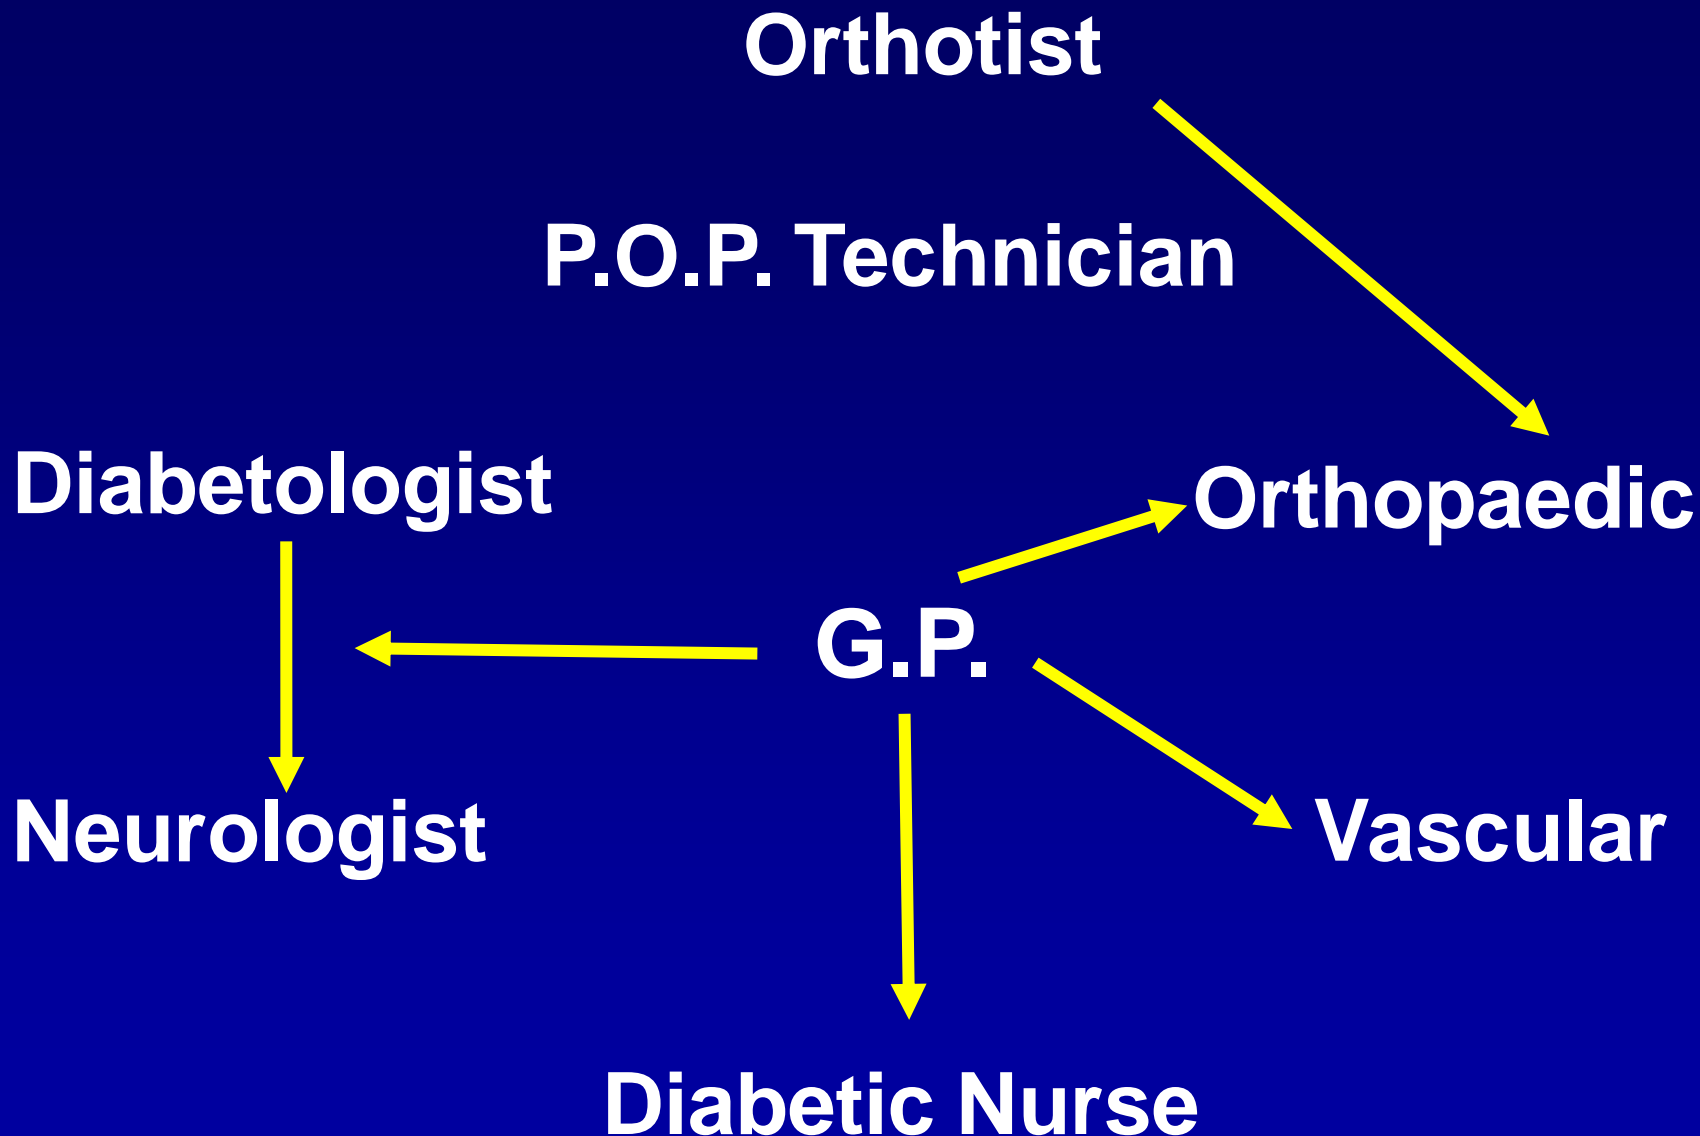 Orthotist
P.O.P. Technician
Diabetologist
Orthopaedic
G.P.
Neurologist
Vascular
Diabetic Nurse